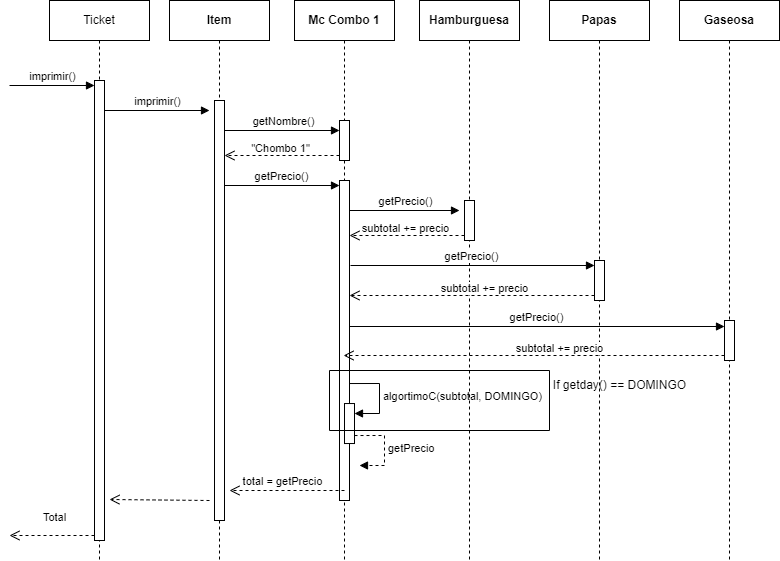 Ticket
Item
Mc Combo 1
Hamburguesa
Papas
Gaseosa
imprimir()
imprimir()
getNombre()
"Chombo 1"
getPrecio()
getPrecio()
subtotal += precio
getPrecio()
subtotal += precio
getPrecio()
subtotal += precio
If getday() == DOMINGO
algortimoC(subtotal, DOMINGO)
getPrecio
total = getPrecio
Total